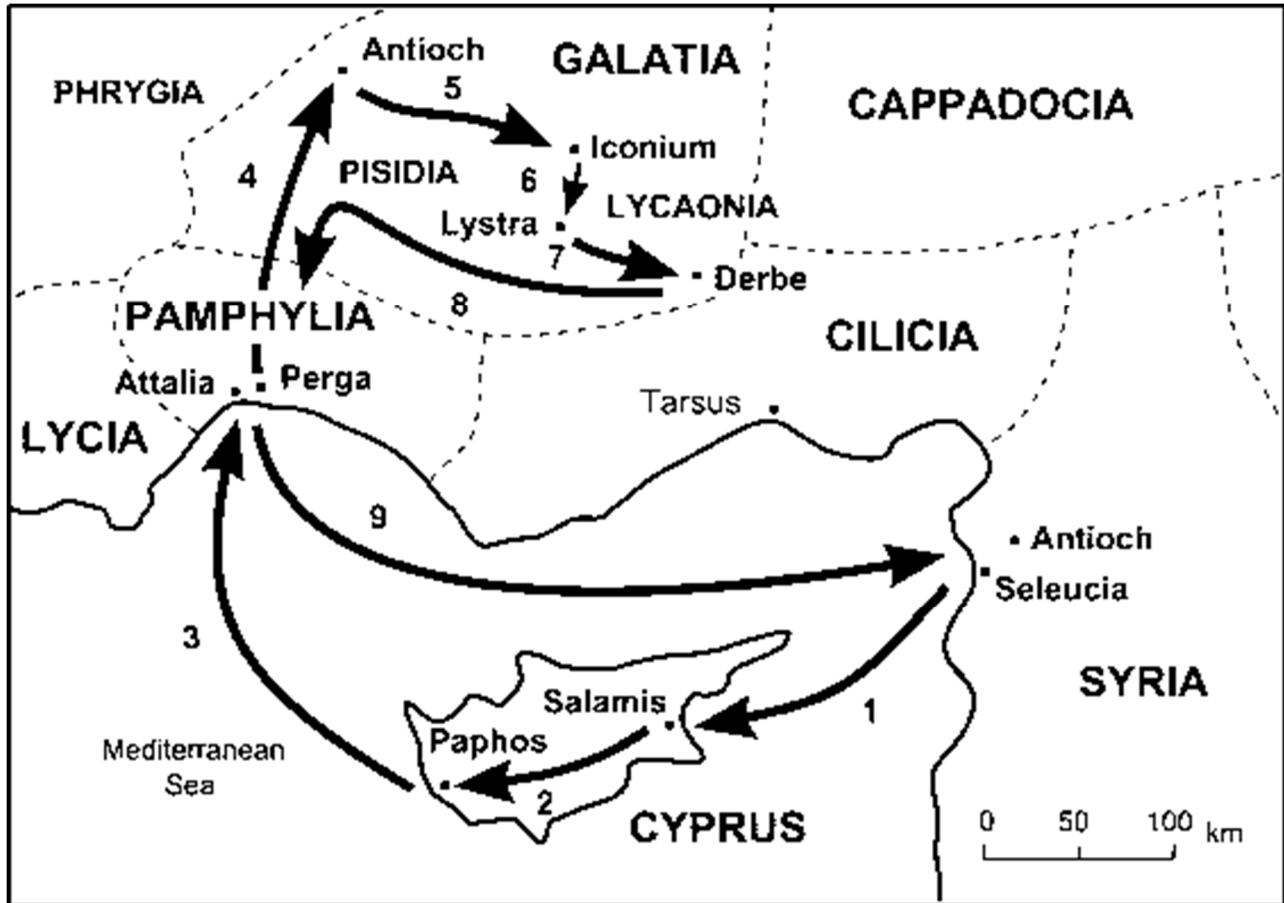 Antioch
GALATIA
PHRYGIA
5
CAPPADOCIA
4
PISIDIA
Iconium
6
LYCAONIA
Lystra
7
Derbe
8
PAMPHYLIA
CILICIA
Attalia
Perga
Tarsus
LYCIA
9
Antioch
Seleucia
3
SYRIA
Salamis
1
Paphos
Mediterranean
Sea
2
CYPRUS
0 50 100 km